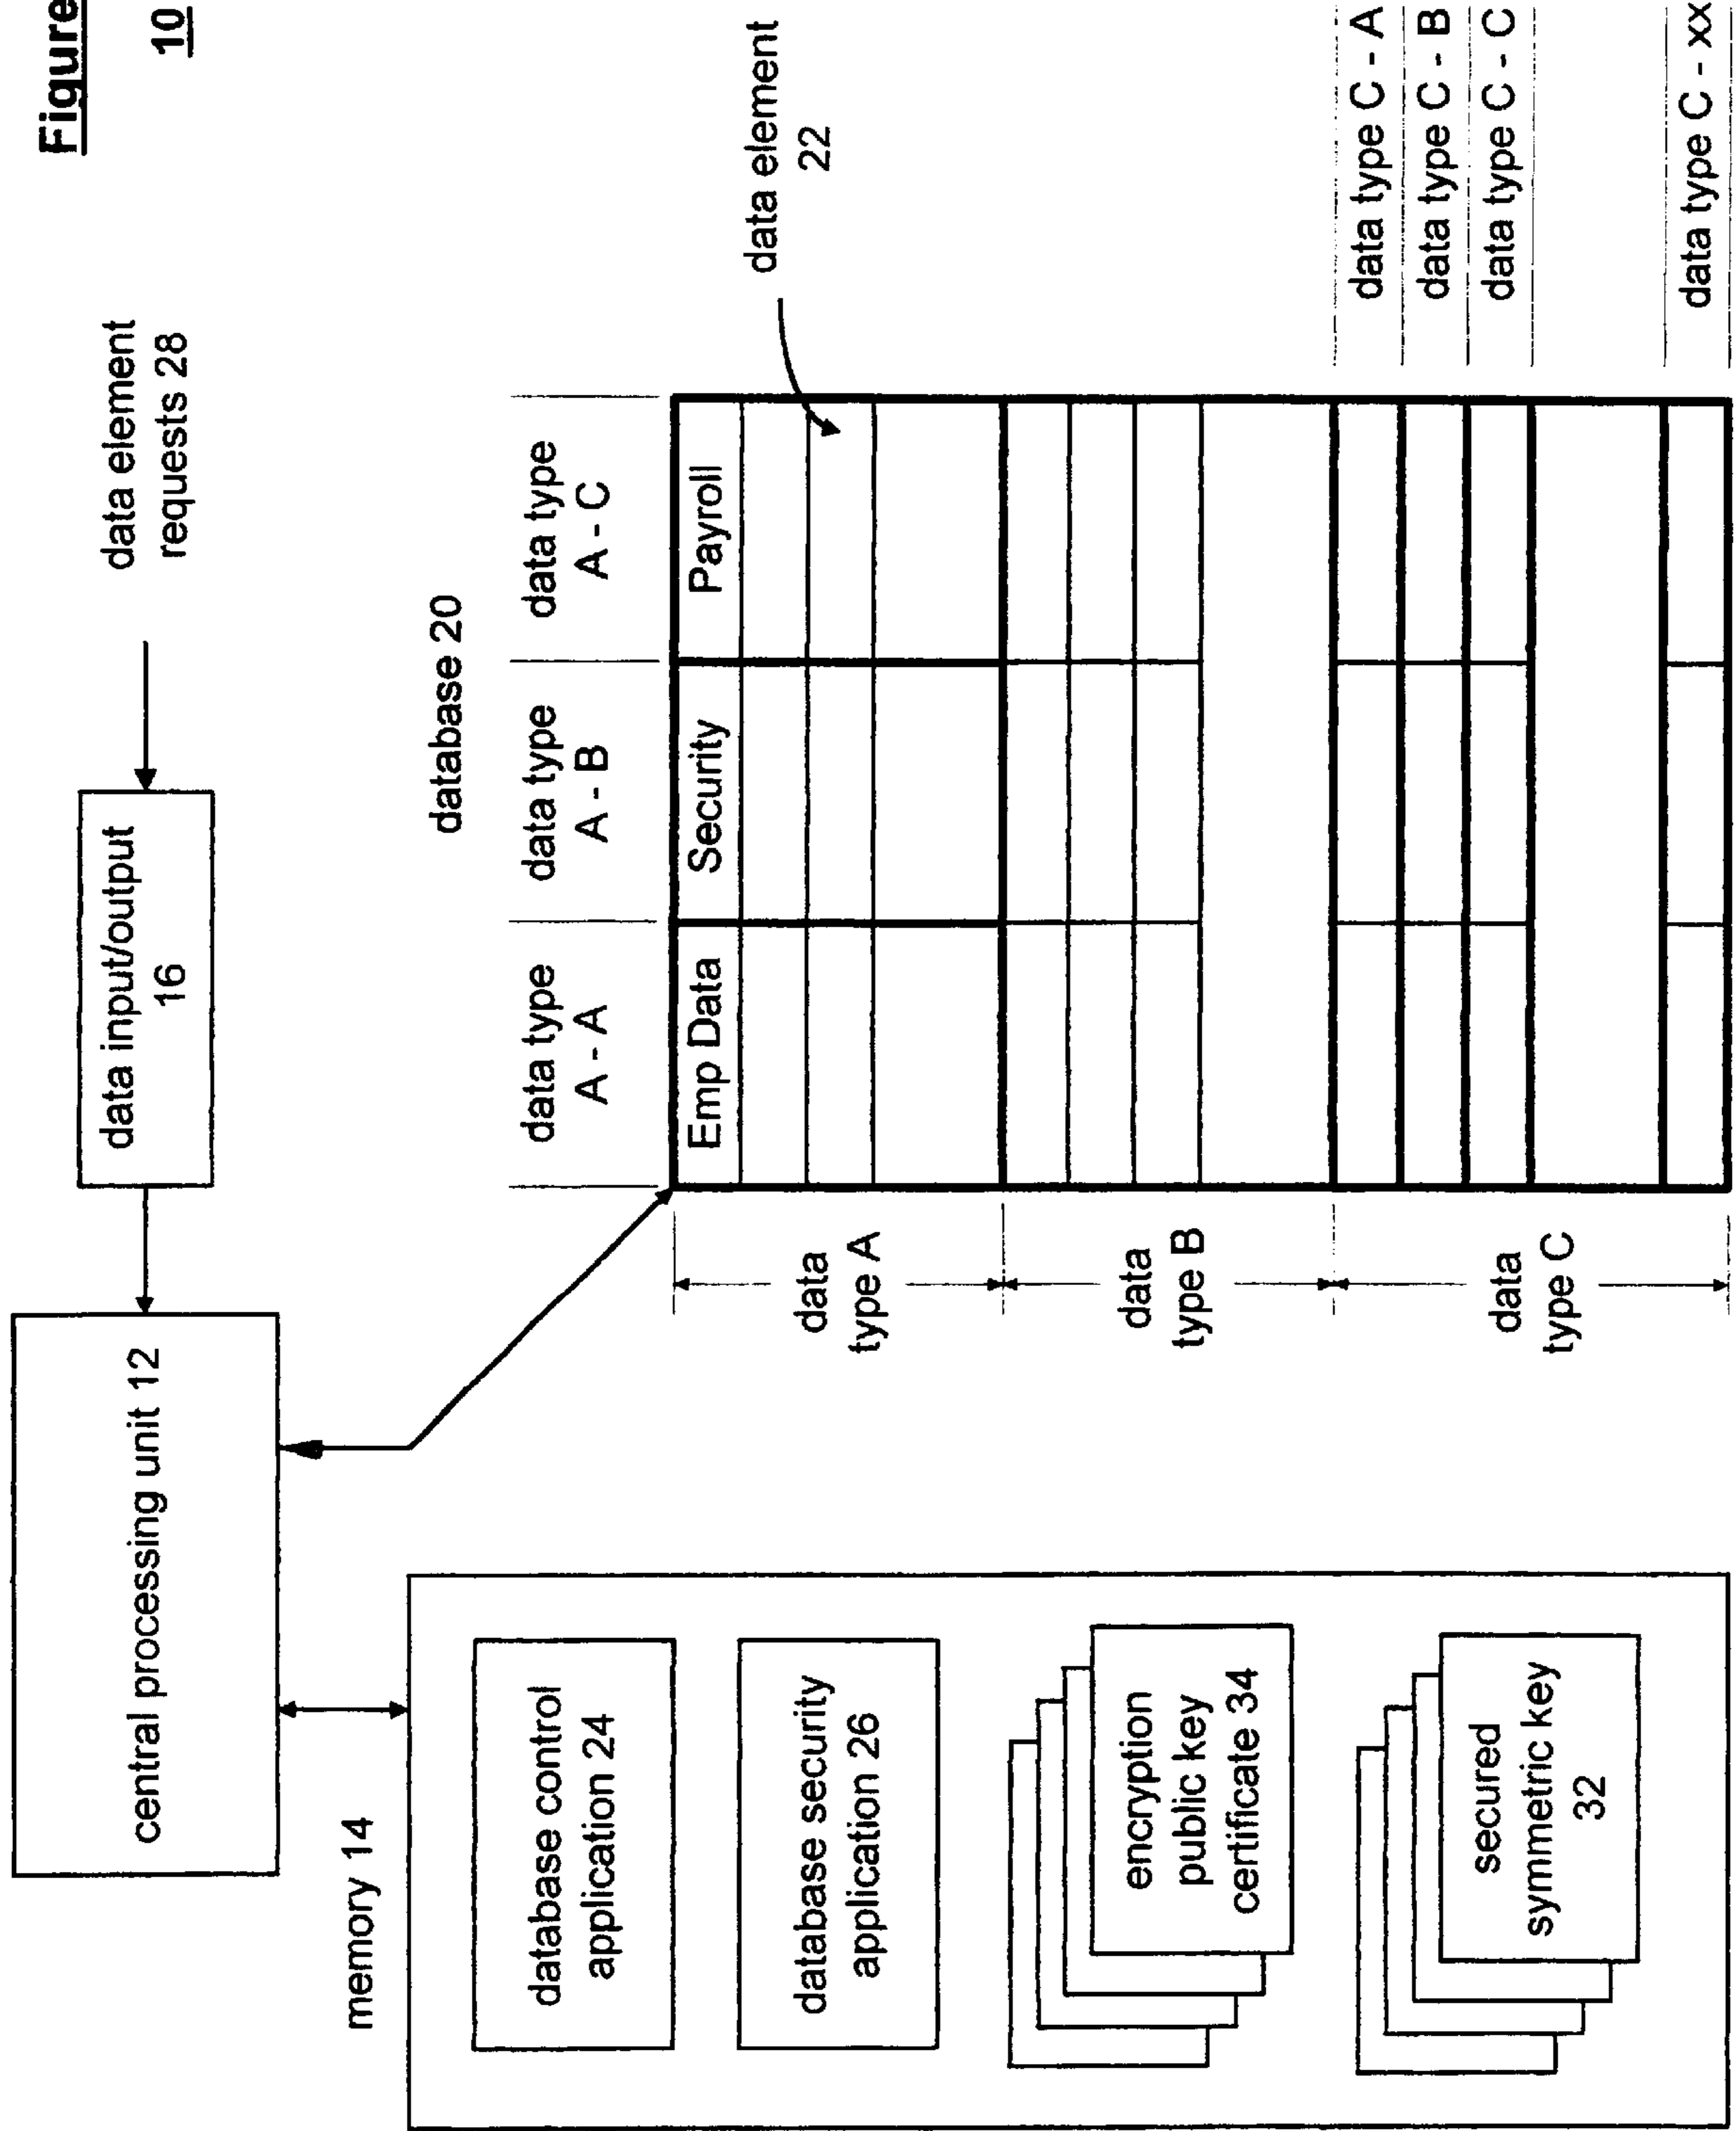 Figure
10
data element
requests 28
data input/output
16
central processing unit 12
memory 14
database control
application 24
database security
application 26
encryption
public key
certificate 34
secured
symmetric key
32
database 20
data type
A - A
data type
A - B
data type
A - C
Emp Data
Security
Payroll
data element
22
data
type A
data
type B
data
type C
data type C - A
data type C - B
data type C - C
data type C - xx